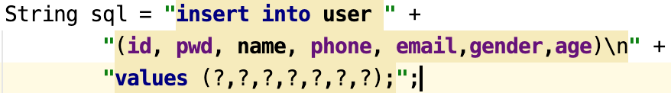 String sql = "insert into user " +
"(id, pwd, name, phone, email,gender,age)\n" +
"values (?,?,?,?,?,?,?);";